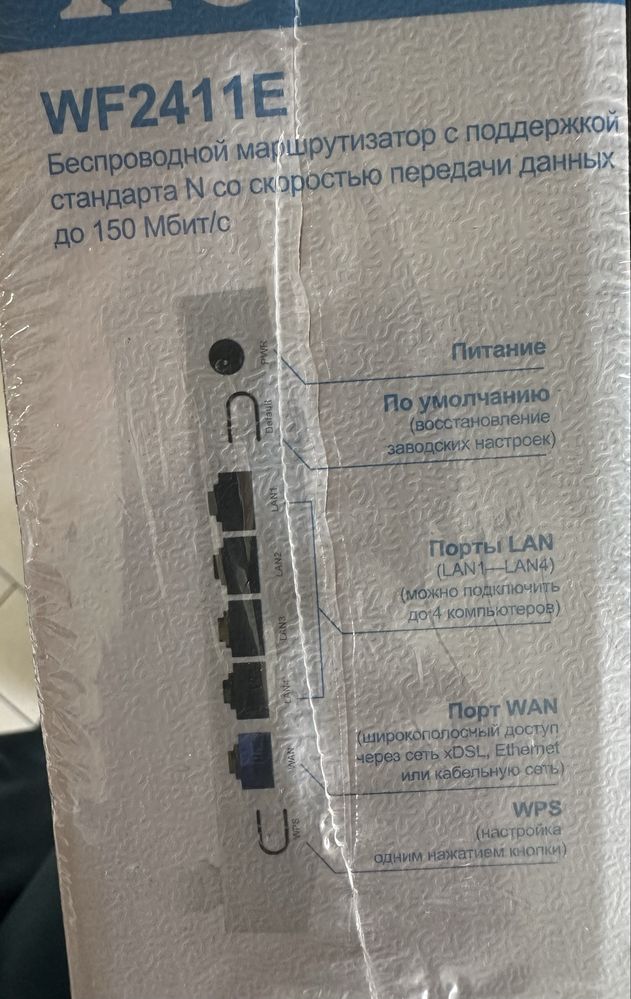 WF2411E
Беспроводной маршрутизатор с поддержкой
стандарта N со скоростью передачи данных
до 150 Мбит/с
PWR
Питание
Default
По умолчанию
(восстановление
заводских настроек)
LAN1
LAN2
LAN3
LAN4
Порты LAN
(LAN1—LAN4)
(можно подключить
до 4 компьютеров)
WAN
Порт WAN
(широкополосный доступ
через сеть xDSL, Ethernet
или кабельную сеть)
WPS
WPS
(настройка
одним нажатием кнопки)